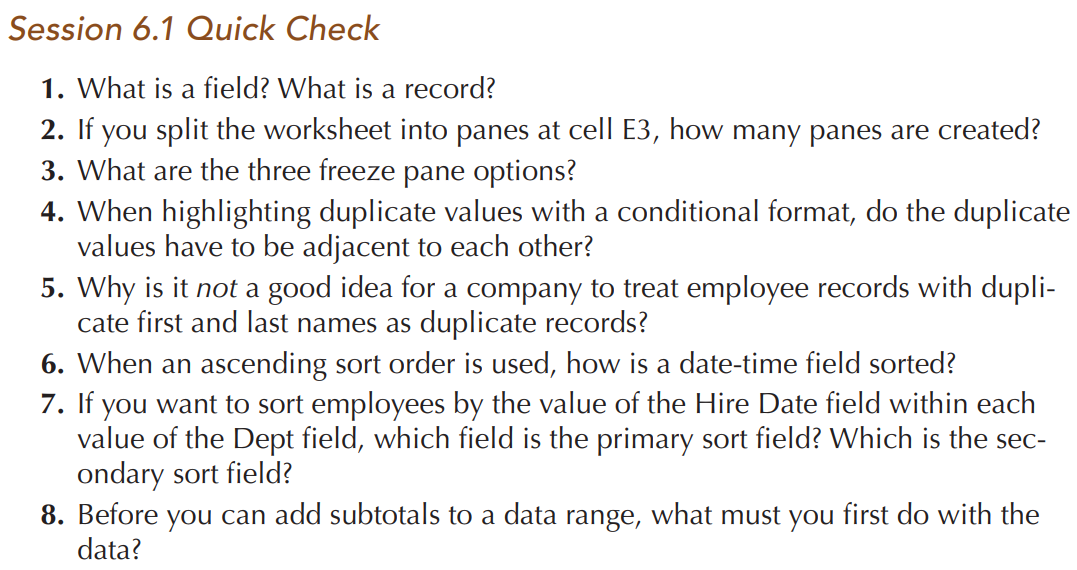 Session 6.1 Quick Check
1. What is a field? What is a record?
2. If you split the worksheet into panes at cell E3, how many panes are created?
3. What are the three freeze pane options?
4. When highlighting duplicate values with a conditional format, do the duplicate
values have to be adjacent to each other?
5. Why is it not a good idea for a company to treat employee records with dupli-
cate first and last names as duplicate records?
6. When an ascending sort order is used, how is a date-time field sorted?
7. If you want to sort employees by the value of the Hire Date field within each
value of the Dept field, which field is the primary sort field? Which is the sec-
ondary sort field?
8. Before you can add subtotals to a data range, what must you first do with the
data?